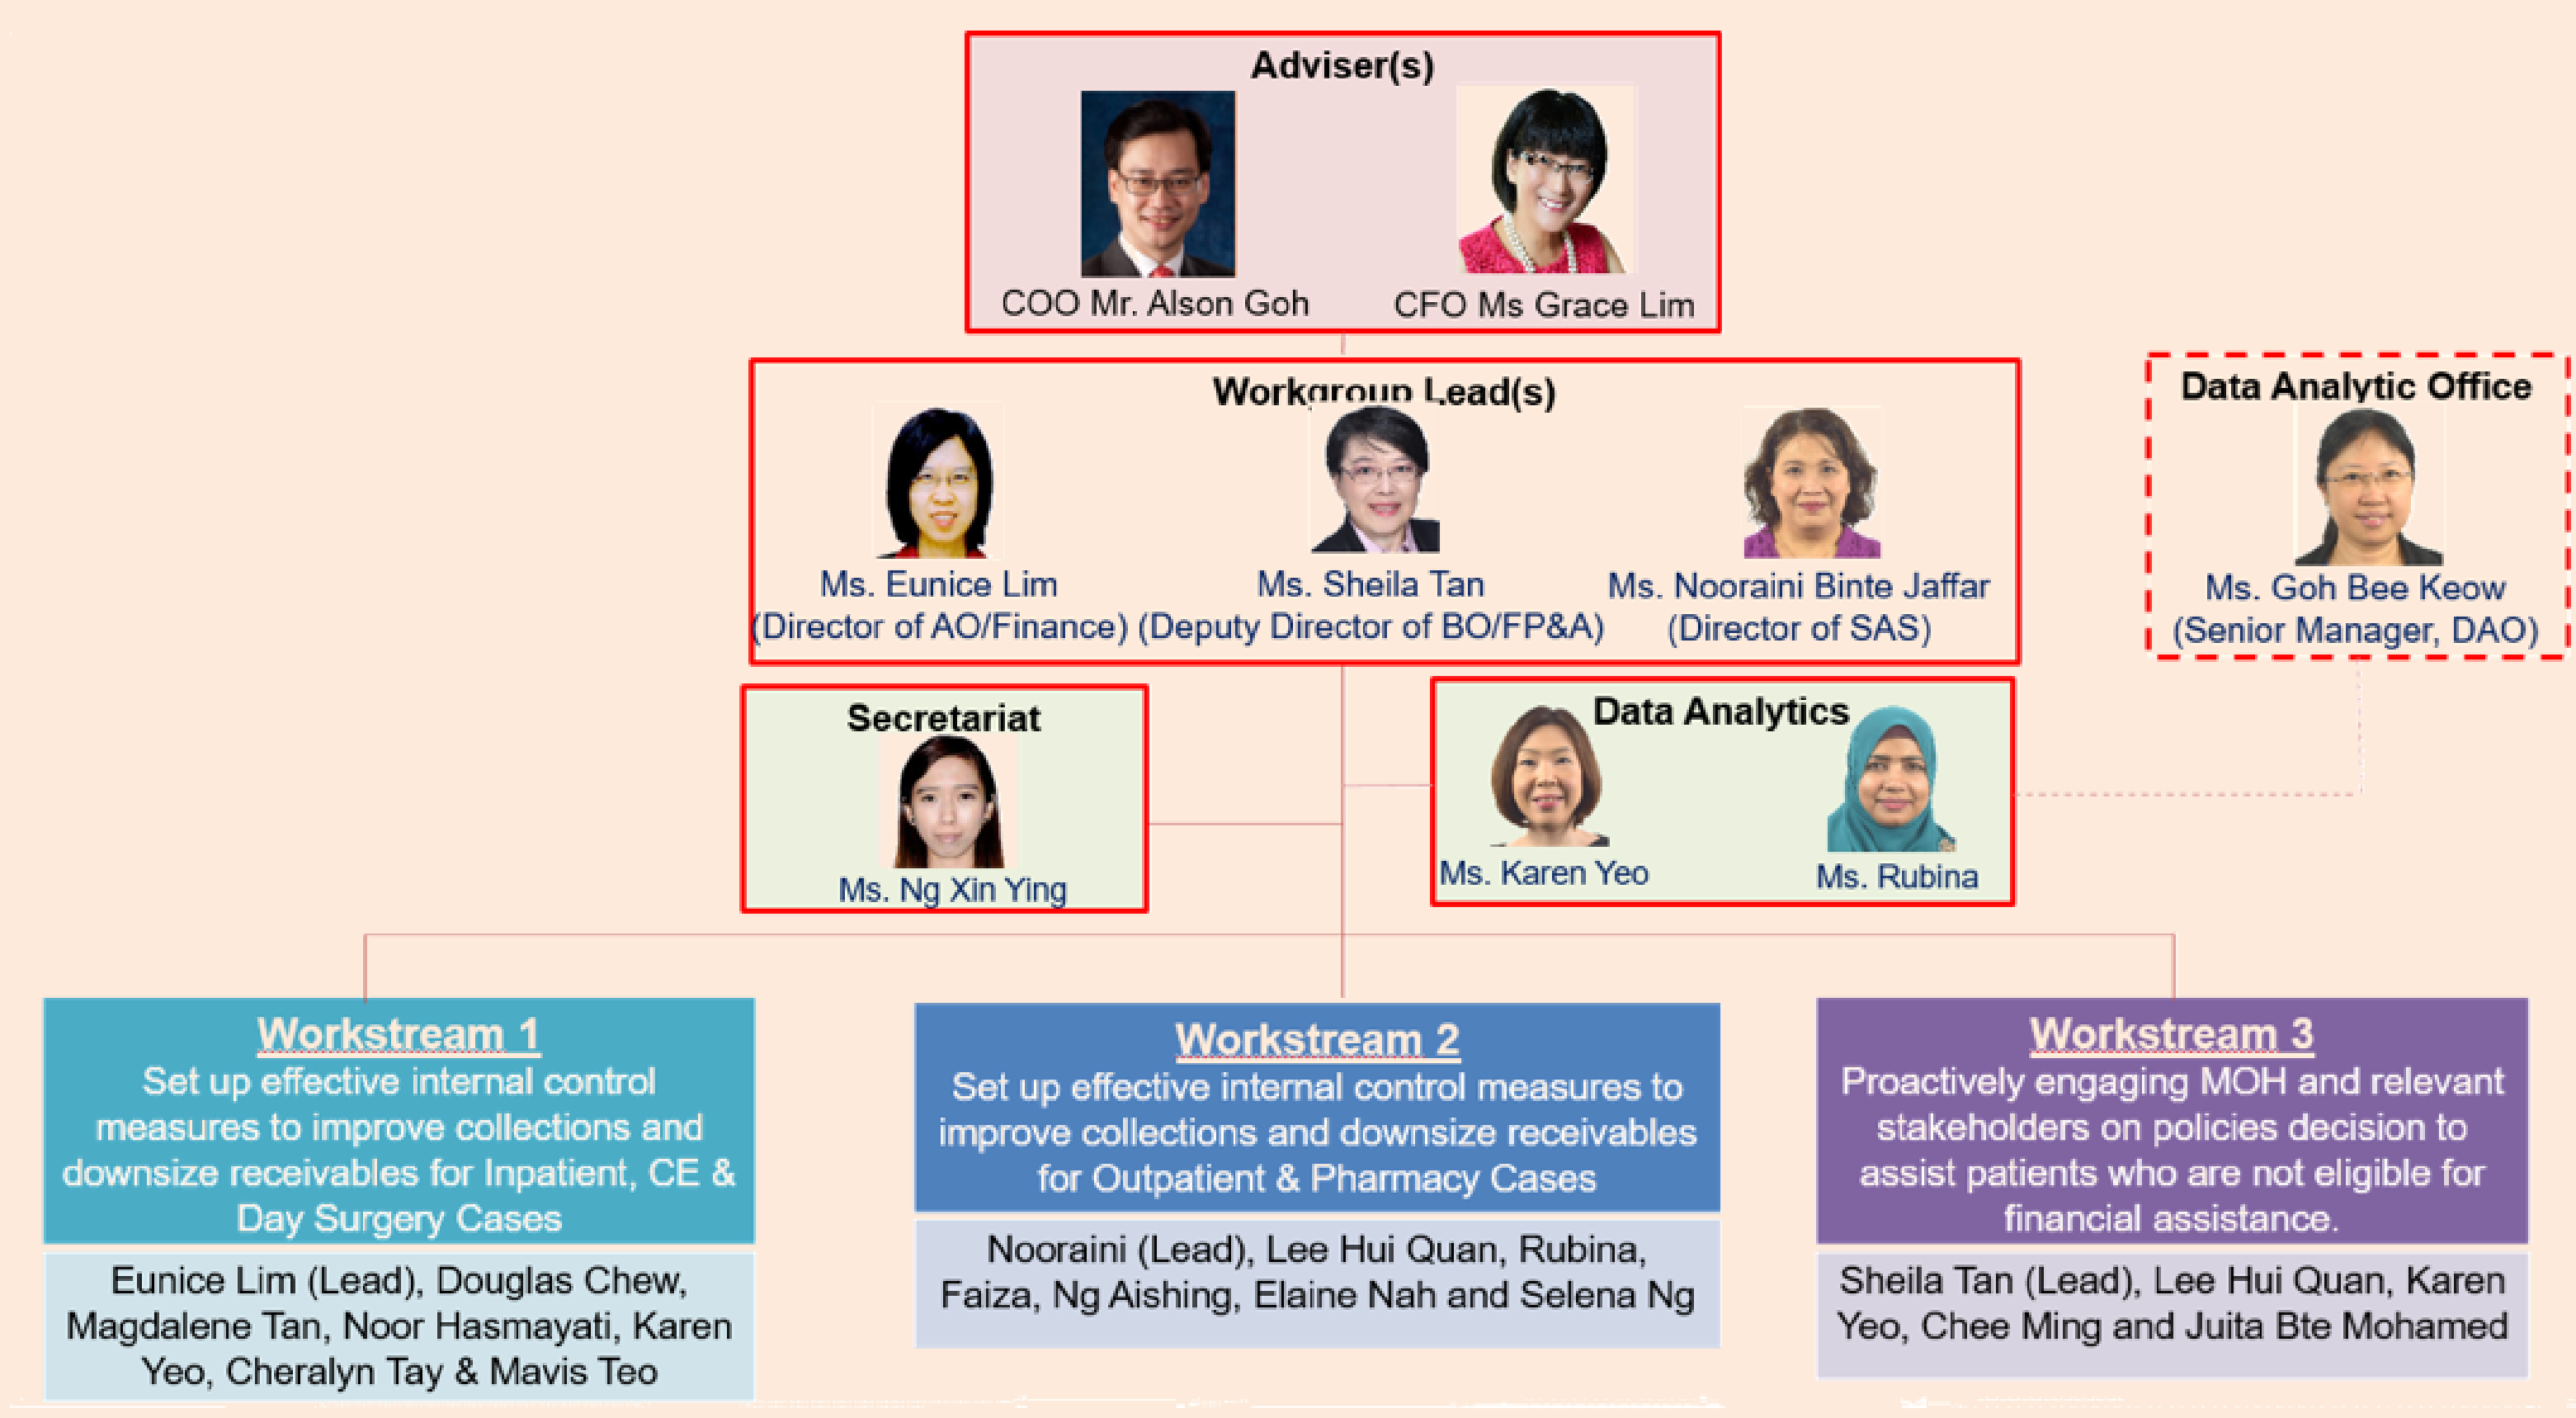 Adviser(s)
COO Mr. Alson Goh
CFO Ms Grace Lim
Workgroup Lead(s)
Ms. Eunice Lim
(Director of AO/Finance)
Ms. Sheila Tan
(Deputy Director of BO/FP&A)
Ms. Nooraini Binte Jaffar
(Director of SAS)
Data Analytic Office
Ms. Goh Bee Keow
(Senior Manager, DAO)
Secretariat
Ms. Ng Xin Ying
Data Analytics
Ms. Karen Yeo
Ms. Rubina
Workstream 1
Set up effective internal control
measures to improve collections and
downsize receivables for Inpatient, CE &
Day Surgery Cases
Eunice Lim (Lead), Douglas Chew,
Magdalene Tan, Noor Hasmayati, Karen
Yeo, Cheralyn Tay & Mavis Teo
Workstream 2
Set up effective internal control measures to
improve collections and downsize receivables
for Outpatient & Pharmacy Cases
Nooraini (Lead), Lee Hui Quan, Rubina,
Faiza, Ng Aishing, Elaine Nah and Selena Ng
Workstream 3
Proactively engaging MOH and relevant
stakeholders on policies decision to
assist patients who are not eligible for
financial assistance.
Sheila Tan (Lead), Lee Hui Quan, Karen
Yeo, Chee Ming and Juita Bte Mohamed